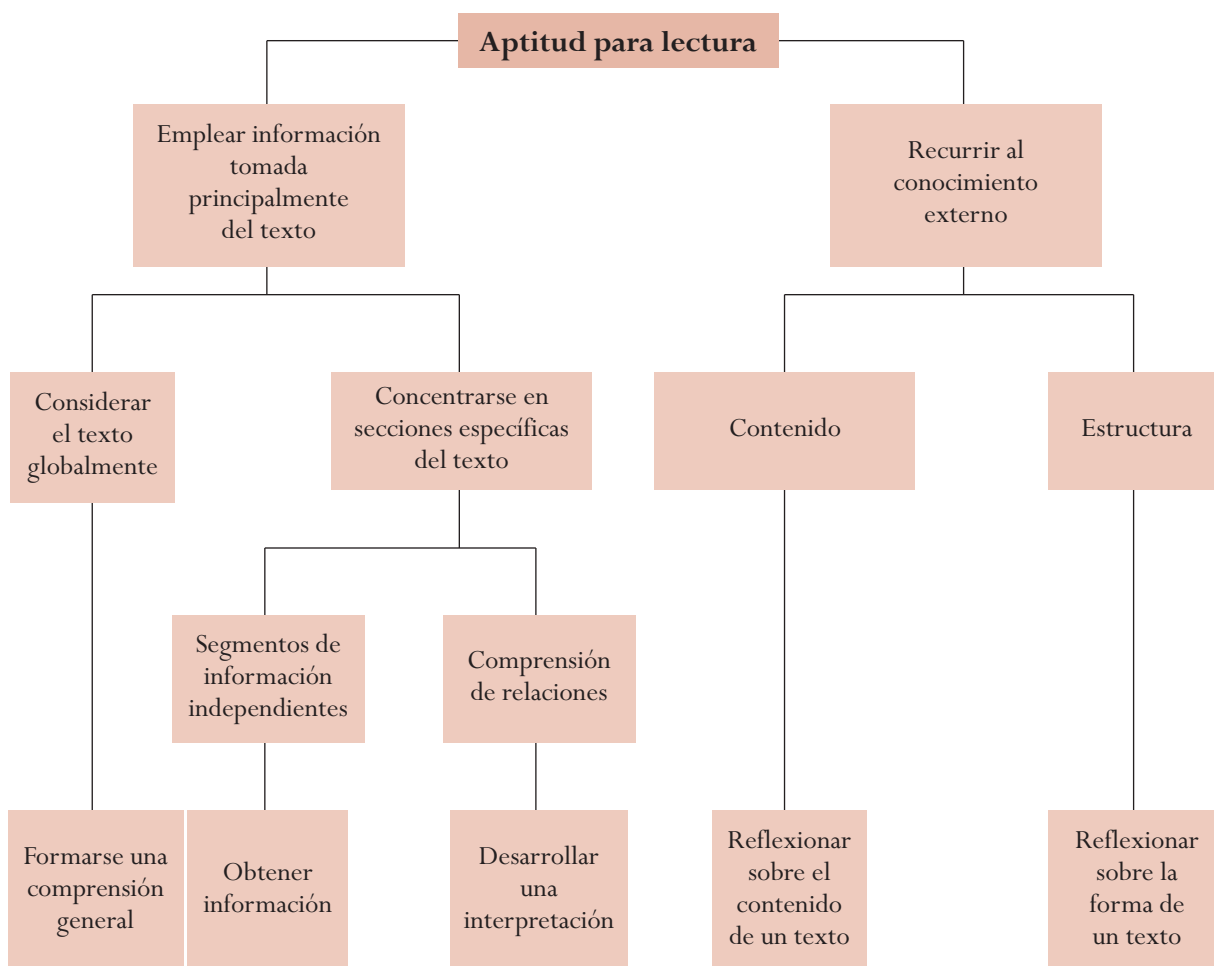 Aptitud para lectura
Emplear información
tomada
principalmente
del texto
Recurrir al
conocimiento
externo
Considerar
el texto
globalmente
Concentrarse en
secciones específicas
del texto
Contenido
Estructura
Segmentos de
información
independientes
Comprensión
de relaciones
Formarse una
comprensión
general
Obtener
información
Desarrollar
una
interpretación
Reflexionar
sobre el
contenido
de un texto
Reflexionar
sobre la
forma de
un texto